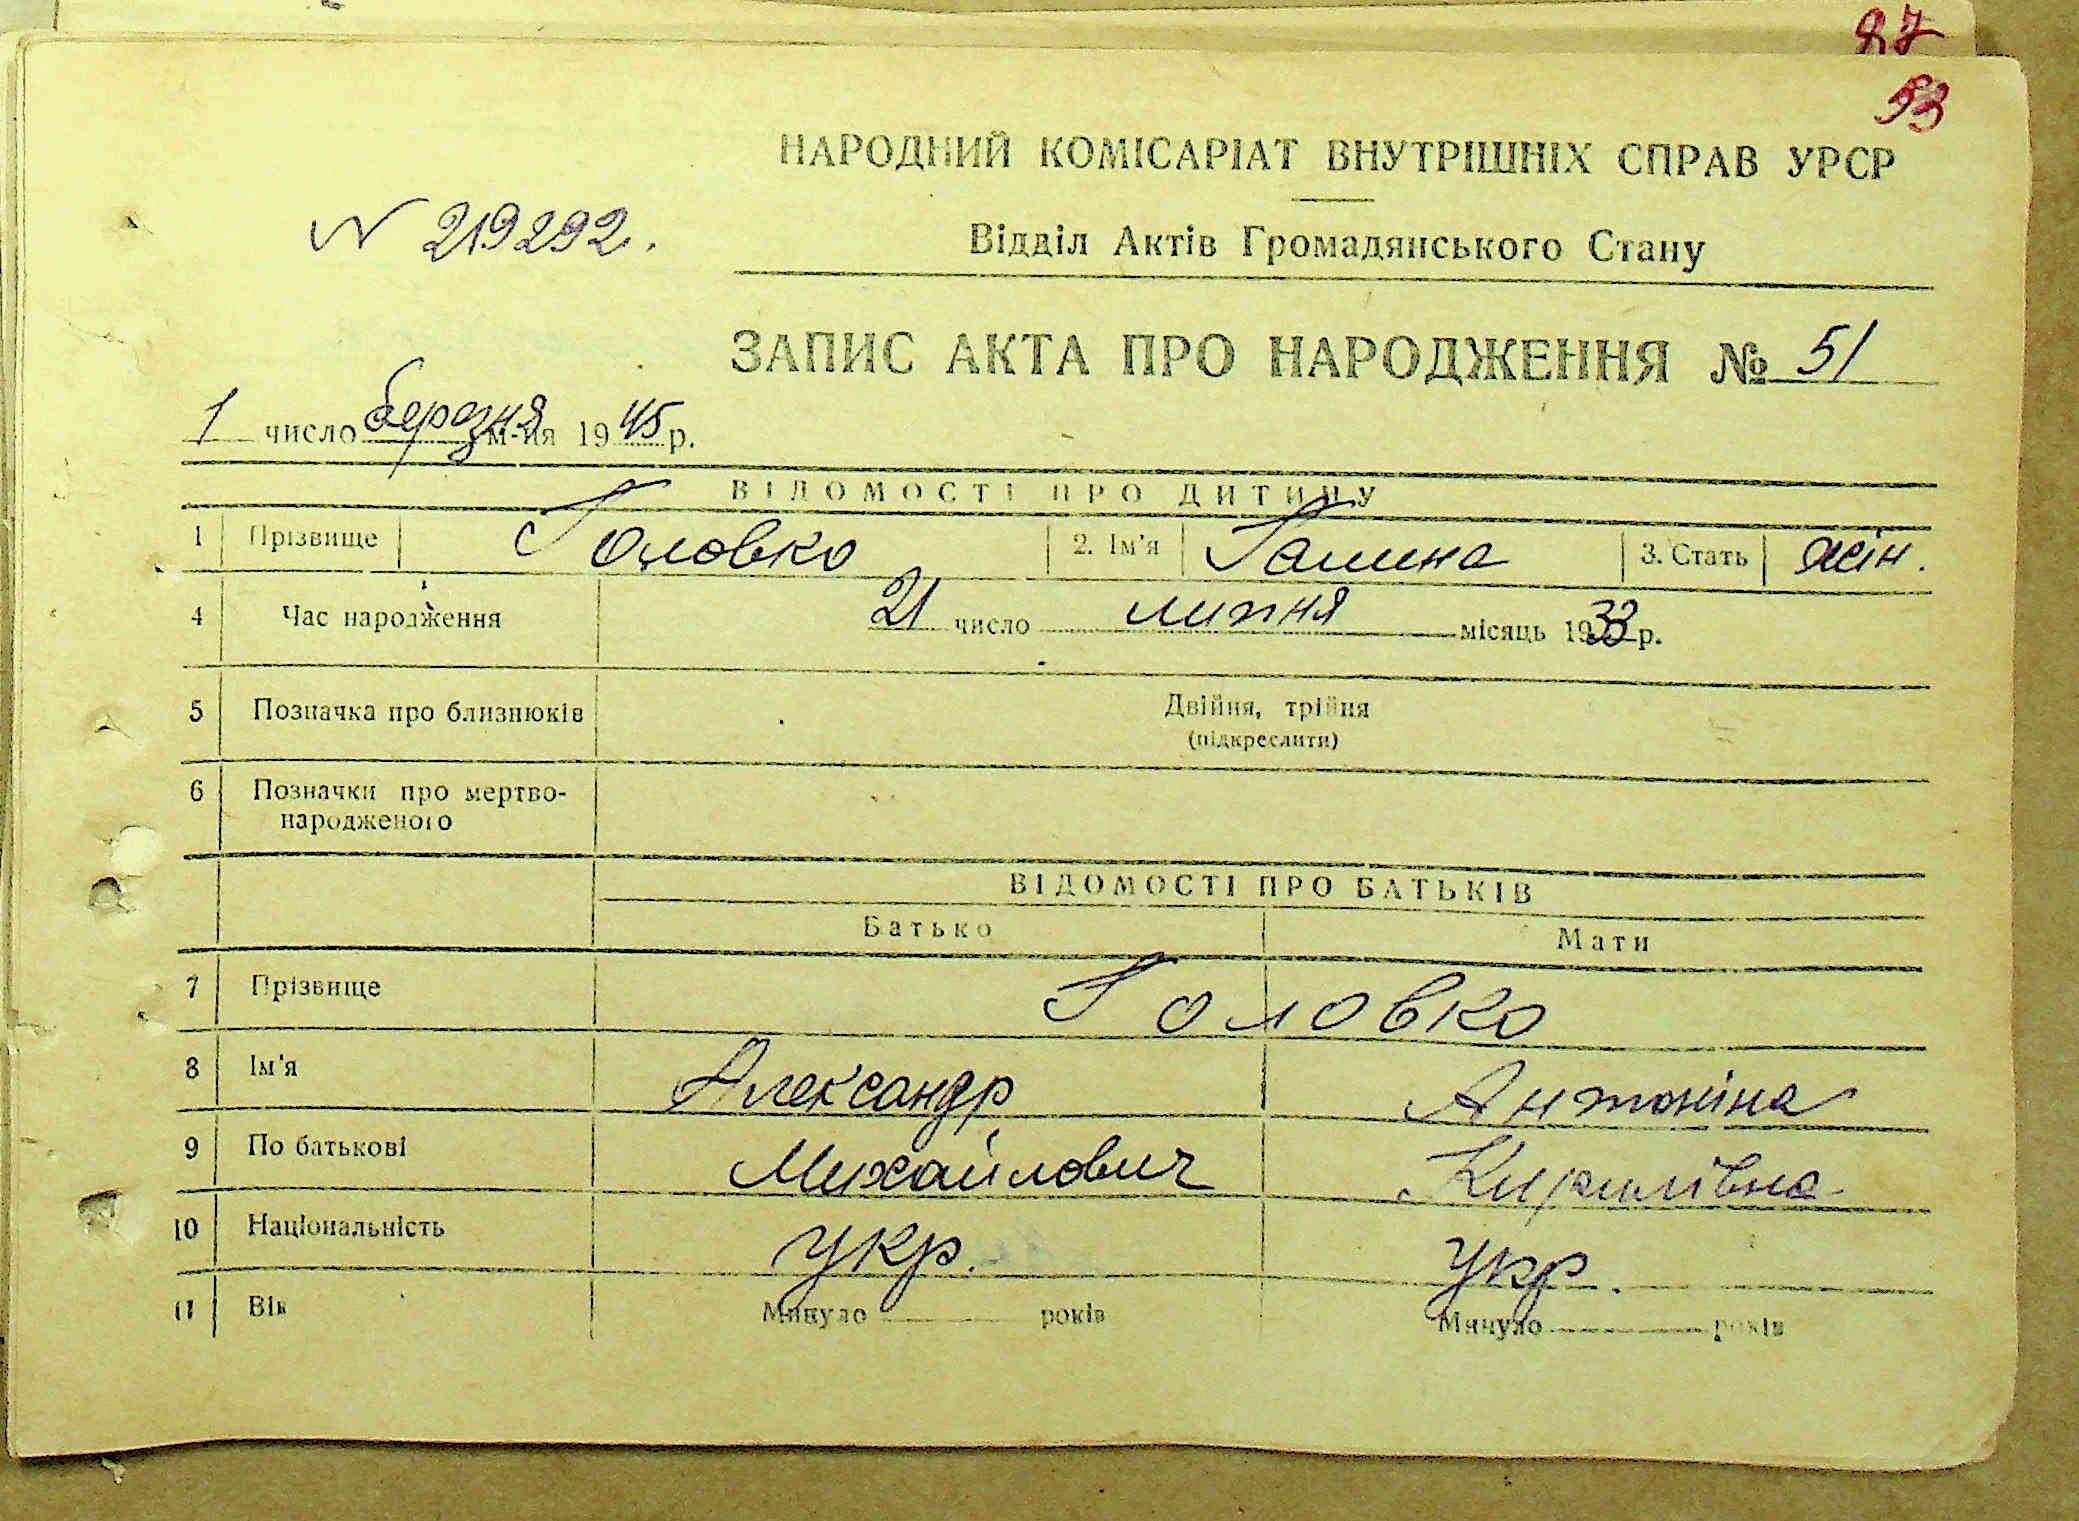 87
53
НАРОДНИЙ КОМІСАРІАТ ВНУТРІШНІХ СПРАВ УРСР
N 219292.
Відділ Актів Громадянського Стану
ЗАПИС АКТА ПРО НАРОДЖЕННЯ № 51
1 число березня м-ця 1945 р.
ВІДОМОСТІ ПРО ДИТИНУ
1 Прізвище Головко 2. Ім'я Галина 3. Стать жін.
4 Час народження 21 число липня місяць 1933 р.
5 Позначка про близнюків Двійня, трійня
(підкреслити)
6 Позначки про мертво-
народженого
ВІДОМОСТІ ПРО БАТЬКІВ
Батько Мати
7 Прізвище Головко
8 Ім'я Александр Антоніна
9 По батькові Михайлович Кирилівна
10 Національність укр. укр.
11 Вік Минуло років Минуло років